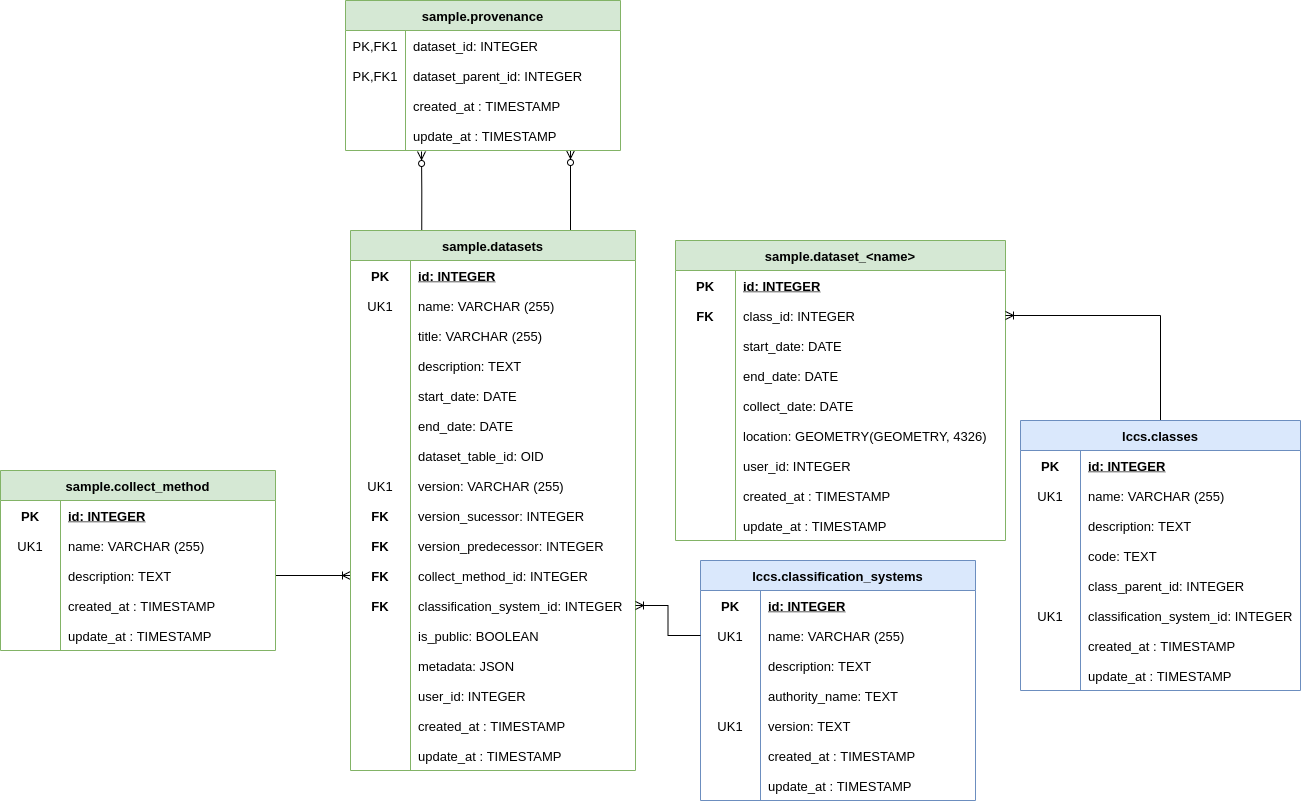 sample.provenance
PK,FK1 dataset_id: INTEGER
PK,FK1 dataset_parent_id: INTEGER
created_at : TIMESTAMP
update_at : TIMESTAMP
sample.datasets
PK id: INTEGER
UK1 name: VARCHAR (255)
title: VARCHAR (255)
description: TEXT
start_date: DATE
end_date: DATE
dataset_table_id: OID
UK1 version: VARCHAR (255)
FK version_sucessor: INTEGER
FK version_predecessor: INTEGER
FK collect_method_id: INTEGER
FK classification_system_id: INTEGER
is_public: BOOLEAN
metadata: JSON
user_id: INTEGER
created_at : TIMESTAMP
update_at : TIMESTAMP
sample.dataset_<name>
PK id: INTEGER
FK class_id: INTEGER
start_date: DATE
end_date: DATE
collect_date: DATE
location: GEOMETRY(GEOMETRY, 4326)
user_id: INTEGER
created_at : TIMESTAMP
update_at : TIMESTAMP
sample.collect_method
PK id: INTEGER
UK1 name: VARCHAR (255)
description: TEXT
created_at : TIMESTAMP
update_at : TIMESTAMP
lccs.classification_systems
PK id: INTEGER
UK1 name: VARCHAR (255)
description: TEXT
authority_name: TEXT
UK1 version: TEXT
created_at : TIMESTAMP
update_at : TIMESTAMP
lccs.classes
PK id: INTEGER
UK1 name: VARCHAR (255)
description: TEXT
code: TEXT
class_parent_id: INTEGER
UK1 classification_system_id: INTEGER
created_at : TIMESTAMP
update_at : TIMESTAMP